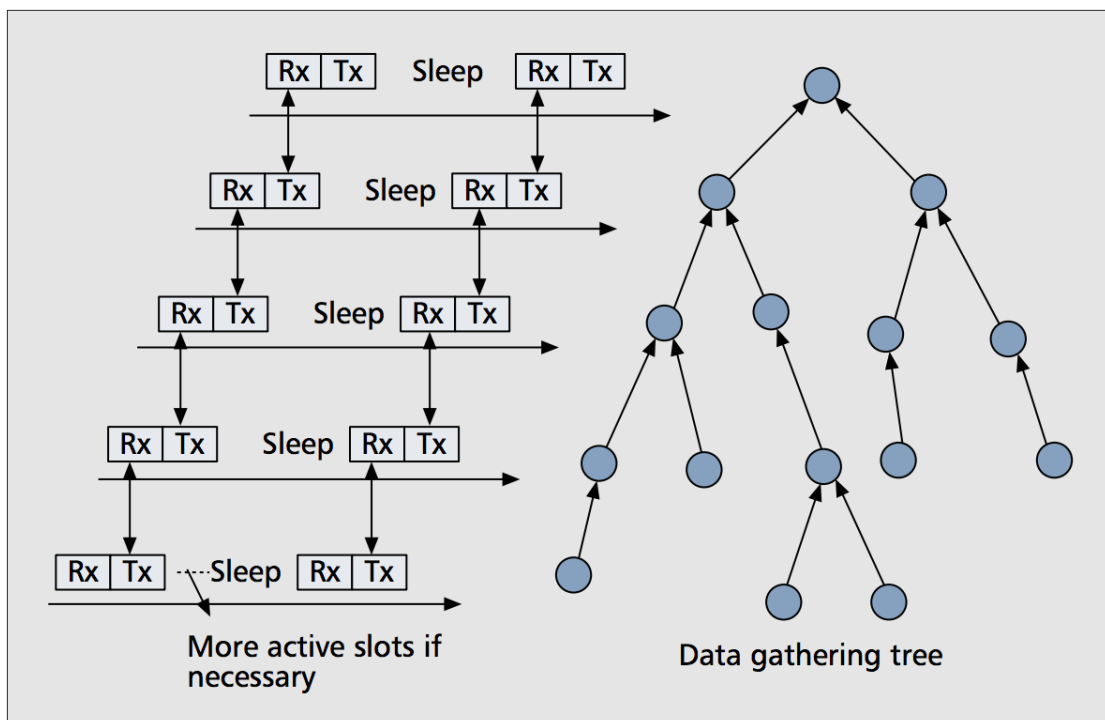 Rx Tx Sleep Rx Tx
Rx Tx Sleep Rx Tx
Rx Tx Sleep Rx Tx
Rx Tx Sleep Rx Tx
Rx Tx Sleep Rx Tx
More active slots if
necessary
Data gathering tree